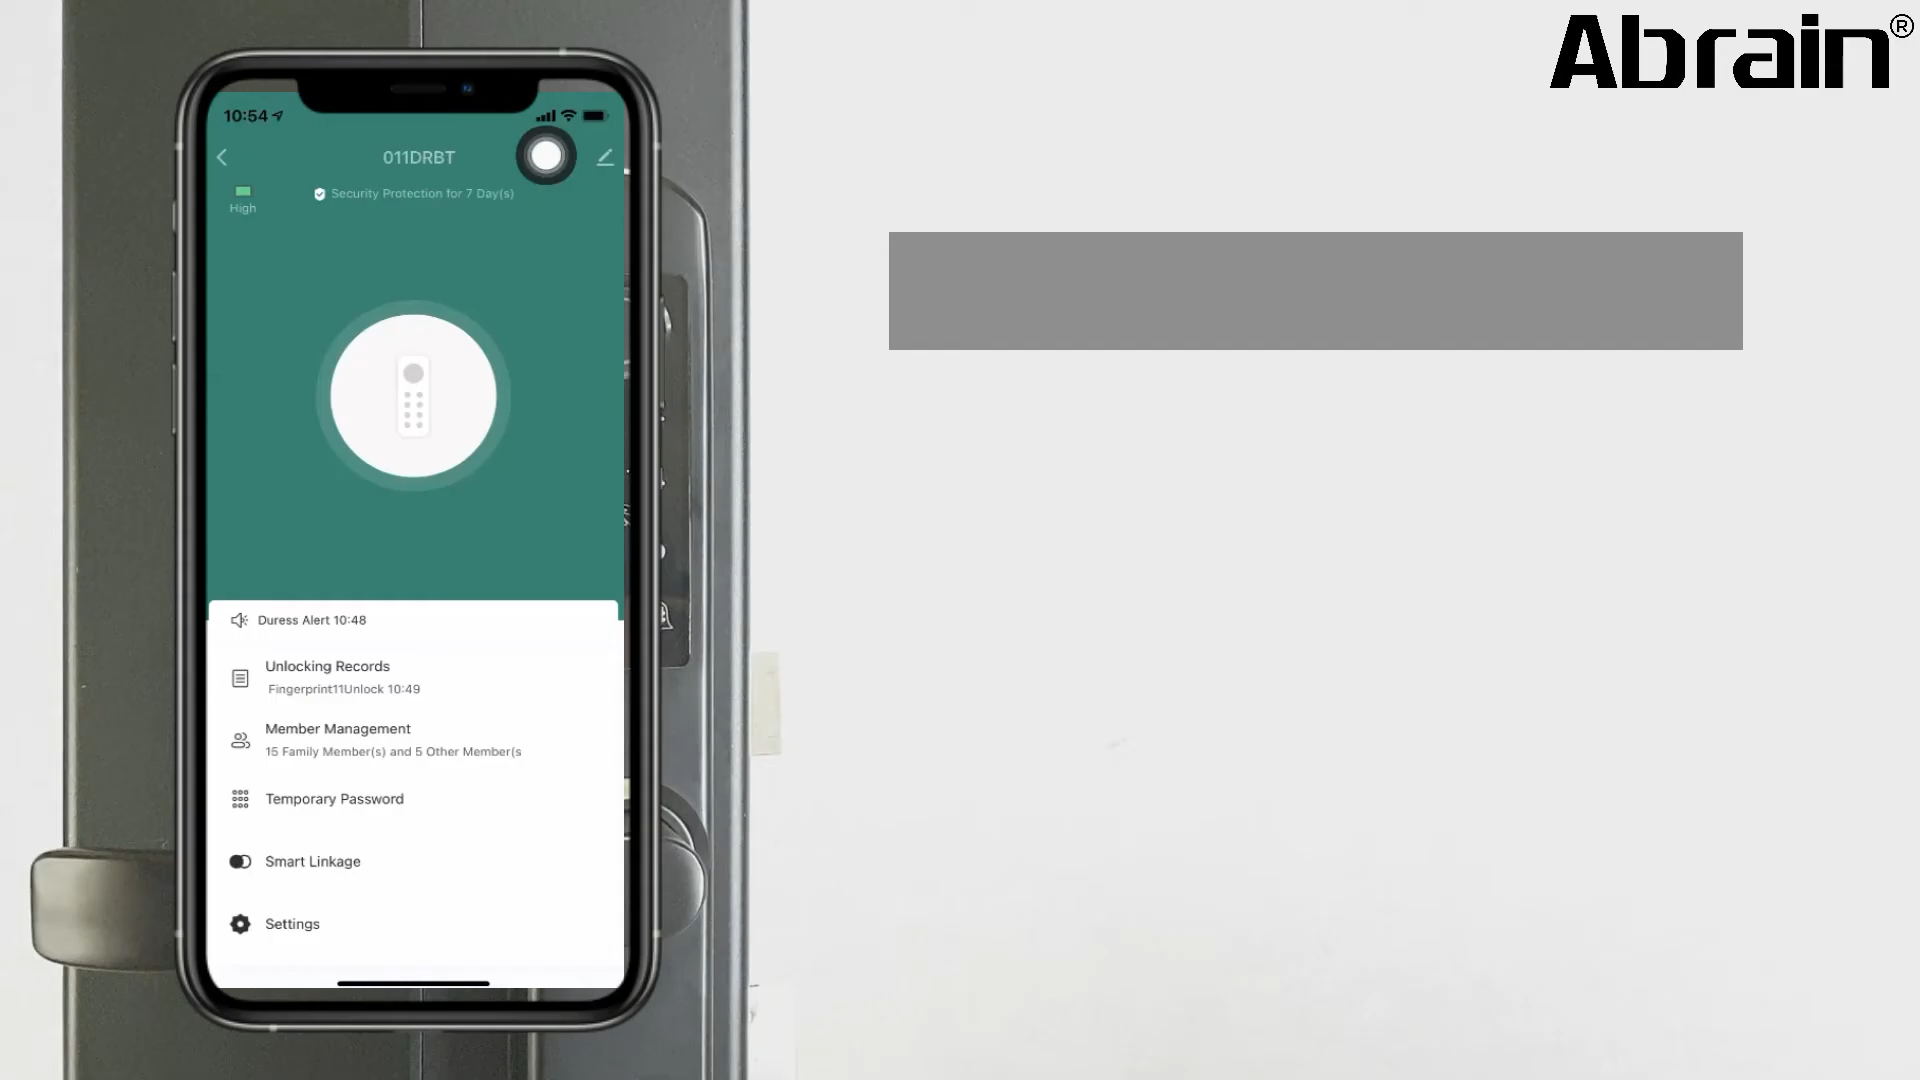 Abrain®
10:54
011DRBT
High
Security Protection for 7 Day(s)
Duress Alert 10:48
Unlocking Records
Fingerprint11Unlock 10:49
Member Management
15 Family Member(s) and 5 Other Member(s
Temporary Password
Smart Linkage
Settings